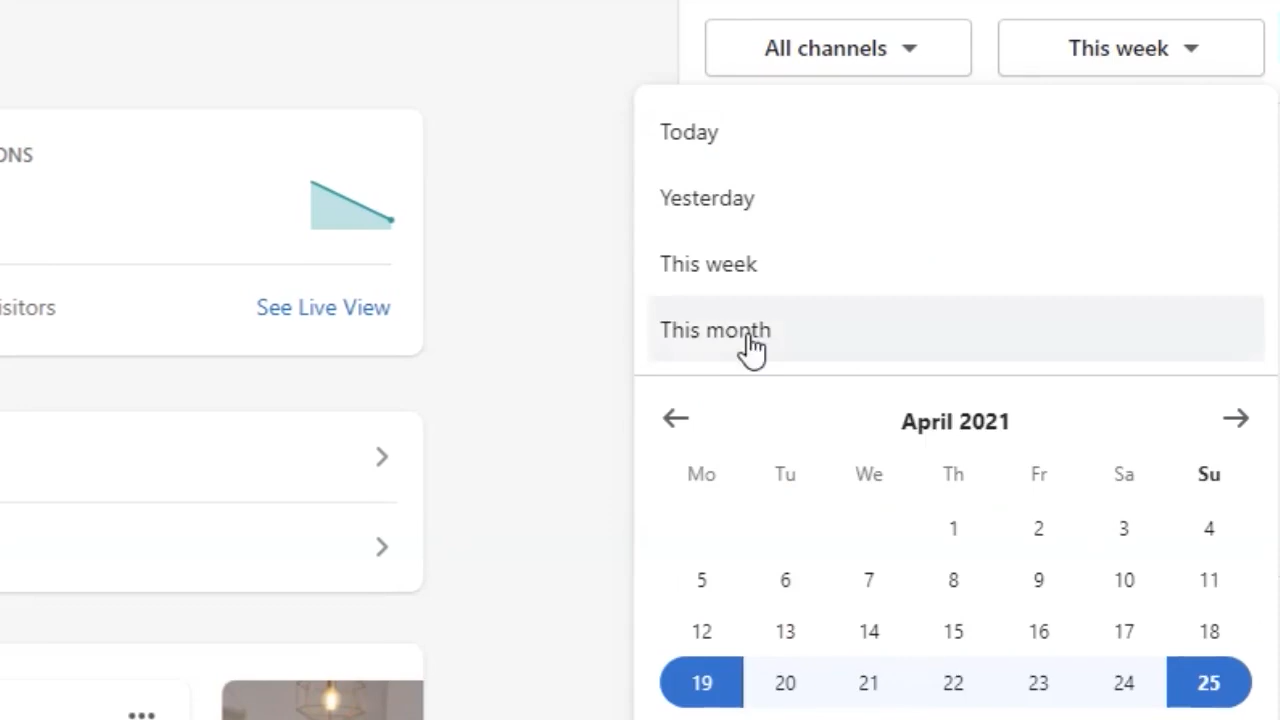 All channels
This week
ONS
isitors
See Live View
Today
Yesterday
This week
This month
April 2021
Mo Tu We Th Fr Sa Su
1 2 3 4
5 6 7 8 9 10 11
12 13 14 15 16 17 18
19 20 21 22 23 24 25